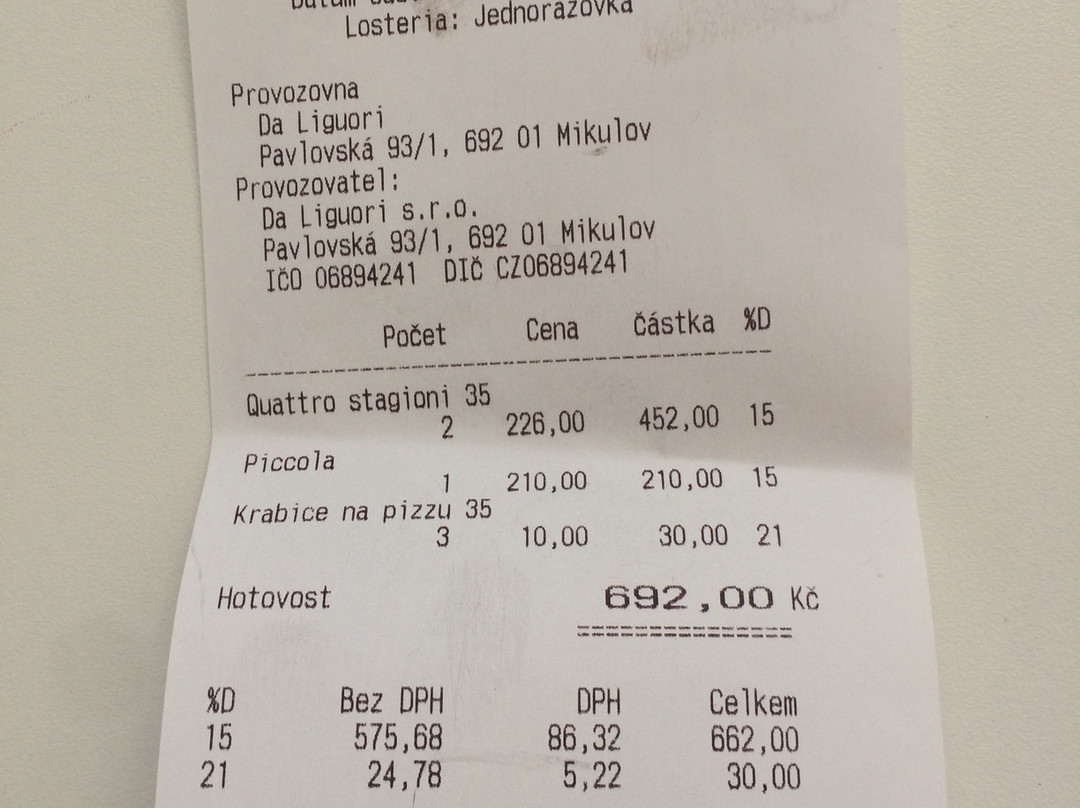 Losteria: Jednorázovka
Provozovna
Da Liguori
Pavlovská 93/1, 692 01 Mikulov
Provozovatel:
Da Liguori s.r.o.
Pavlovská 93/1, 692 01 Mikulov
IČO 06894241 DIČ CZ06894241
Počet Cena Částka %D
Quattro stagioni 35
2 226,00 452,00 15
Piccola
1 210,00 210,00 15
Krabice na pizzu 35
3 10,00 30,00 21
Hotovost 692,00 Kč
%D Bez DPH DPH Celkem
15 575,68 86,32 662,00
21 24,78 5,22 30,00